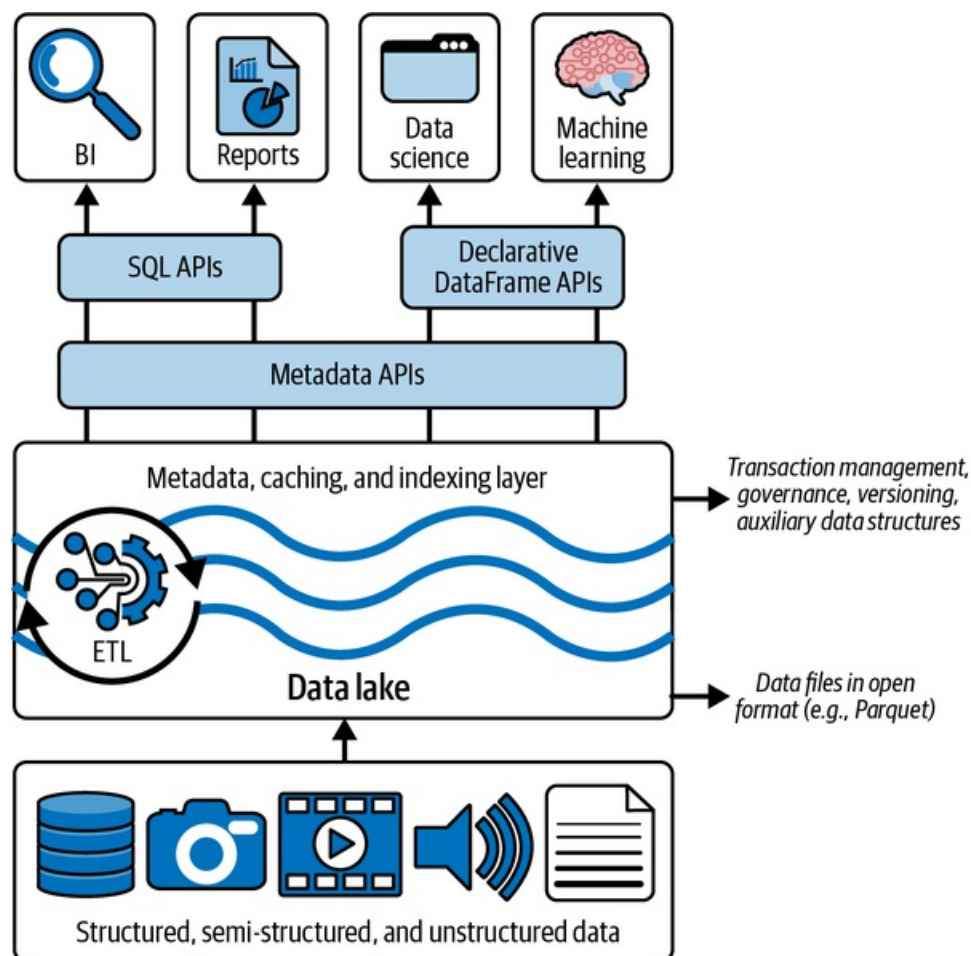 BI
Reports
Data
science
Machine
learning
SQL APIs
Declarative
DataFrame APIs
Metadata APIs
Metadata, caching, and indexing layer
Transaction management,
governance, versioning,
auxiliary data structures
ETL
Data lake
Data files in open
format (e.g., Parquet)
Structured, semi-structured, and unstructured data